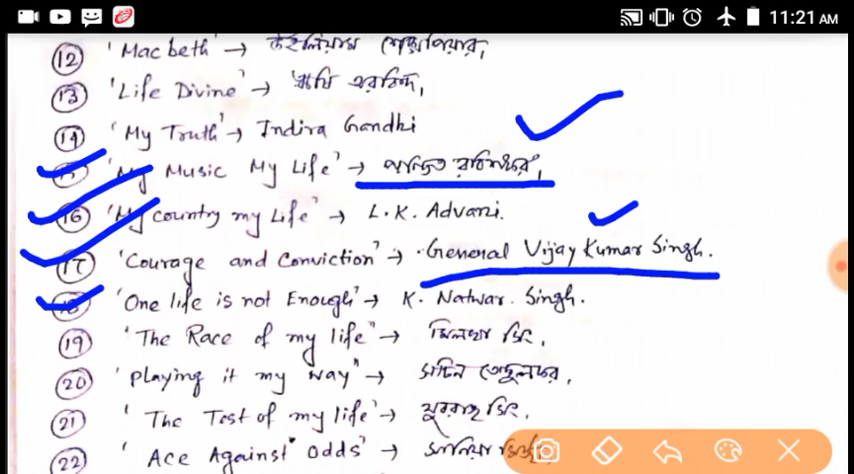 11:21 AM
12 'Macbeth' → উইলিয়াম শেক্সপিয়ার,
13 'Life Divine' → ঋষি অরবিন্দ,
14 'My Truth' → Indira Gandhi
15 'My Music My Life' → পণ্ডিত রবিশঙ্কর,
16 'My country my Life' → L.K. Advani.
17 'Courage and Conviction' → General Vijay Kumar Singh.
18 'One life is not Enough' → K. Natwar. Singh.
19 'The Race of my life" → মিলখা সিং,
20 'playing it my way" → সচিন তেন্ডুলকর,
21 'The Test of my life' → যুবরাজ সিং,
22 'Ace Against Odds' → সানিয়া